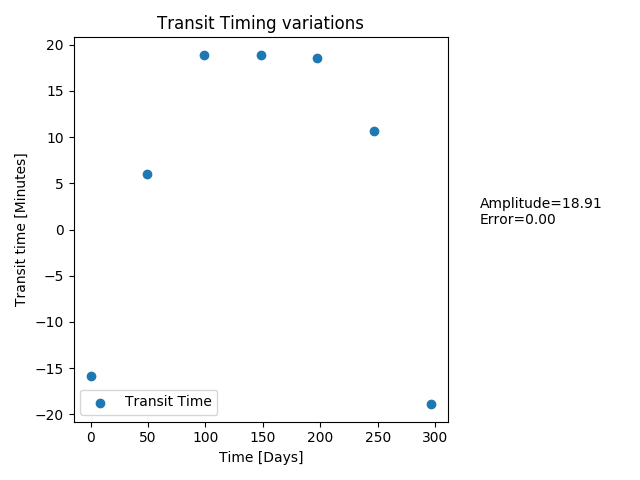 Transit Timing variations
20
15
10
5
0
−5
−10
−15
−20
Transit time [Minutes]
Transit Time
0
50
100
150
200
250
300
Time [Days]
Amplitude=18.91
Error=0.00